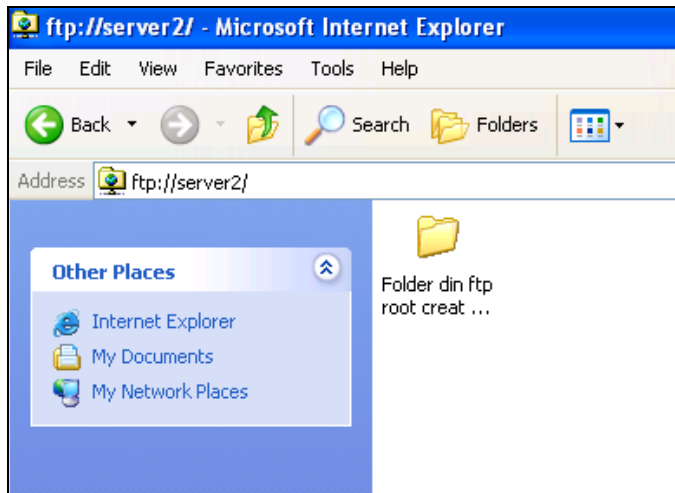 ftp://server2/ - Microsoft Internet Explorer
File Edit View Favorites Tools Help
Back Search Folders
Address ftp://server2/
Other Places
Internet Explorer
My Documents
My Network Places
Folder din ftp
root creat ...